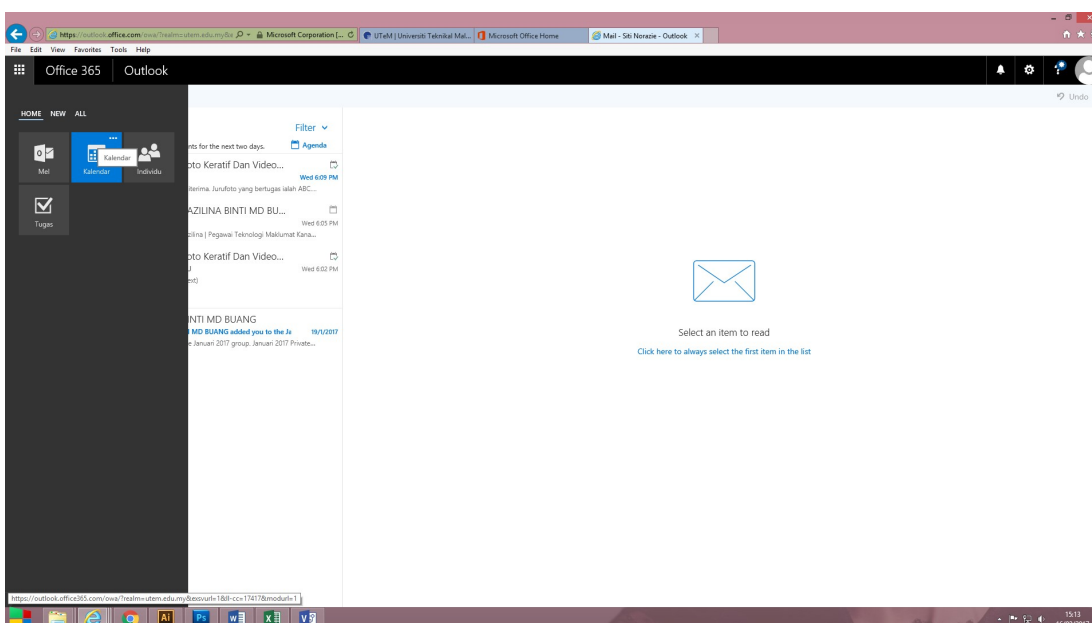 https://outlook.office.com/owa/?realm=utem.edu.my&e Microsoft Corporation [... UTeM | Universiti Teknikal Mal... Microsoft Office Home Mail - Siti Norazie - Outlook
File Edit View Favorites Tools Help
Office 365 Outlook
Undo
HOME NEW ALL
Filter
nts for the next two days. Agenda
Mel Kalendar Individu
Kalendar
oto Keratif Dan Video...
Wed 6:09 PM
iterima. Jurufoto yang bertugas ialah ABC...
Tugas
AZILINA BINTI MD BU...
Wed 6:05 PM
zilina | Pegawai Teknologi Maklumat Kana...
oto Keratif Dan Video...
Wed 6:02 PM
ext)
INTI MD BUANG
MD BUANG added you to the Ja 19/1/2017
e Januari 2017 group. Januari 2017 Private...
Select an item to read
Click here to always select the first item in the list
https://outlook.office365.com/owa/?realm=utem.edu.my&exsvurl=1&ll-cc=17417&modurl=1
15:13